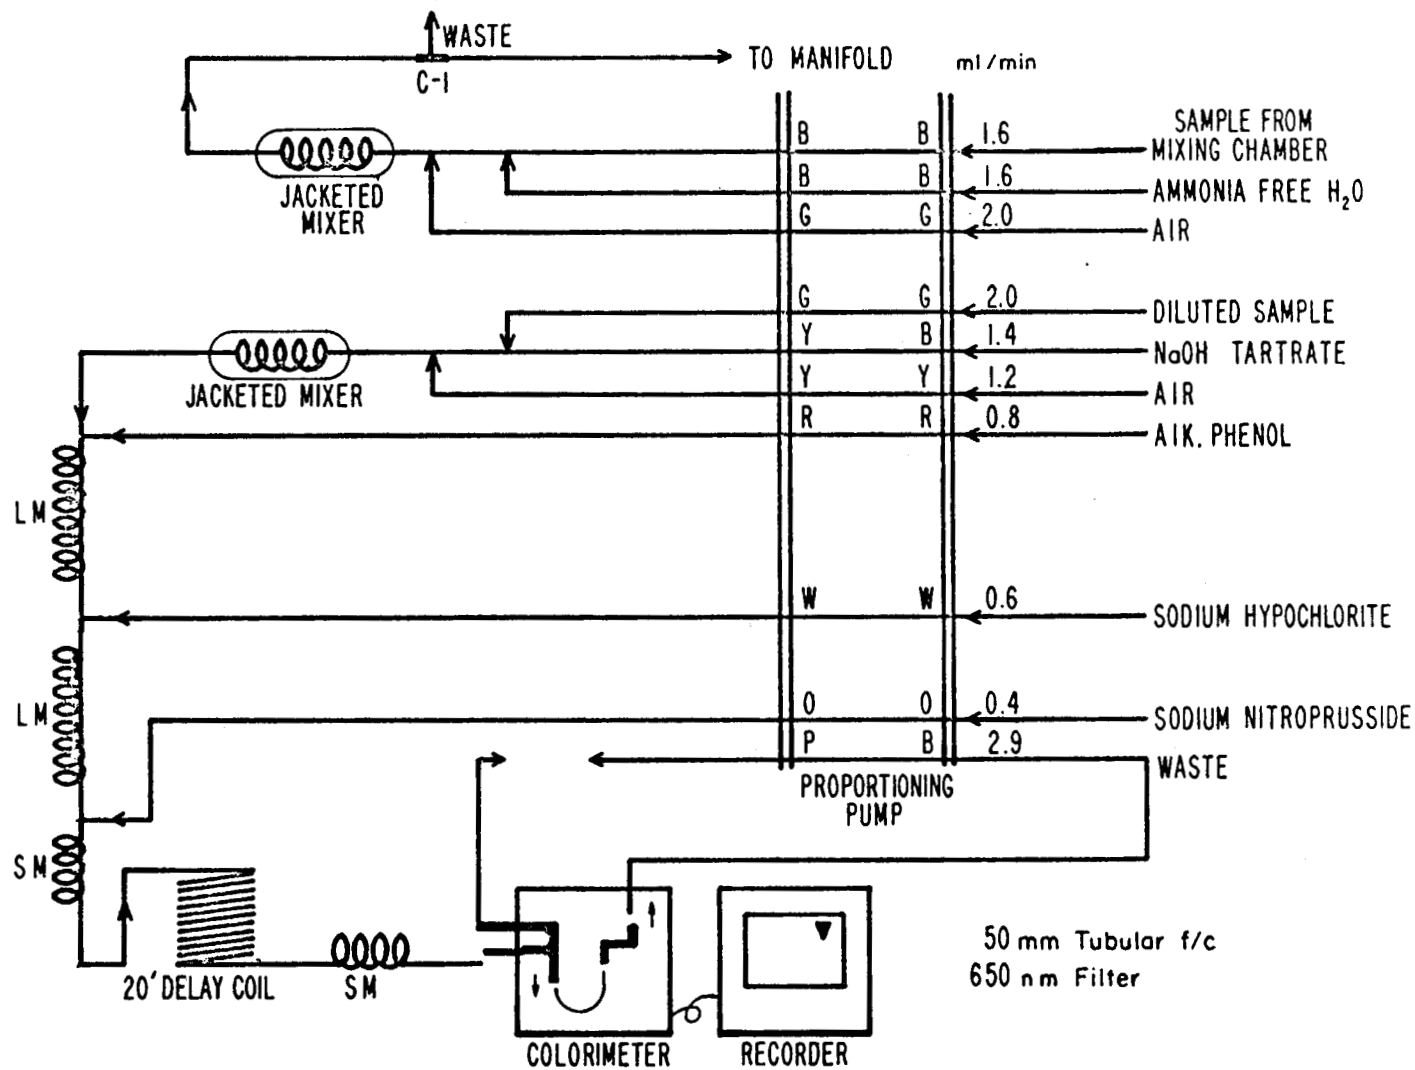 WASTE
C-1
TO MANIFOLD
ml/min
B B 1.6 SAMPLE FROM
MIXING CHAMBER
B B 1.6 AMMONIA FREE H₂O
G G 2.0 AIR
JACKETED
MIXER
G G 2.0 DILUTED SAMPLE
Y B 1.4 NaOH TARTRATE
Y Y 1.2 AIR
R R 0.8 AlK. PHENOL
JACKETED MIXER
LM
W W 0.6 SODIUM HYPOCHLORITE
LM
O O 0.4 SODIUM NITROPRUSSIDE
P B 2.9 WASTE
PROPORTIONING
PUMP
SM
20' DELAY COIL
SM
50 mm Tubular f/c
650 nm Filter
COLORIMETER
RECORDER